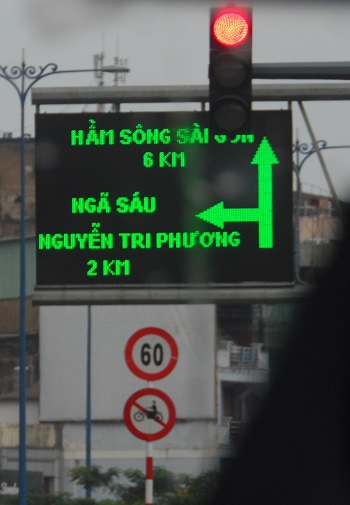 HẦM SÔNG SÀI GÒN
6 KM
NGÃ SÁU
NGUYỄN TRI PHƯƠNG
2 KM
60